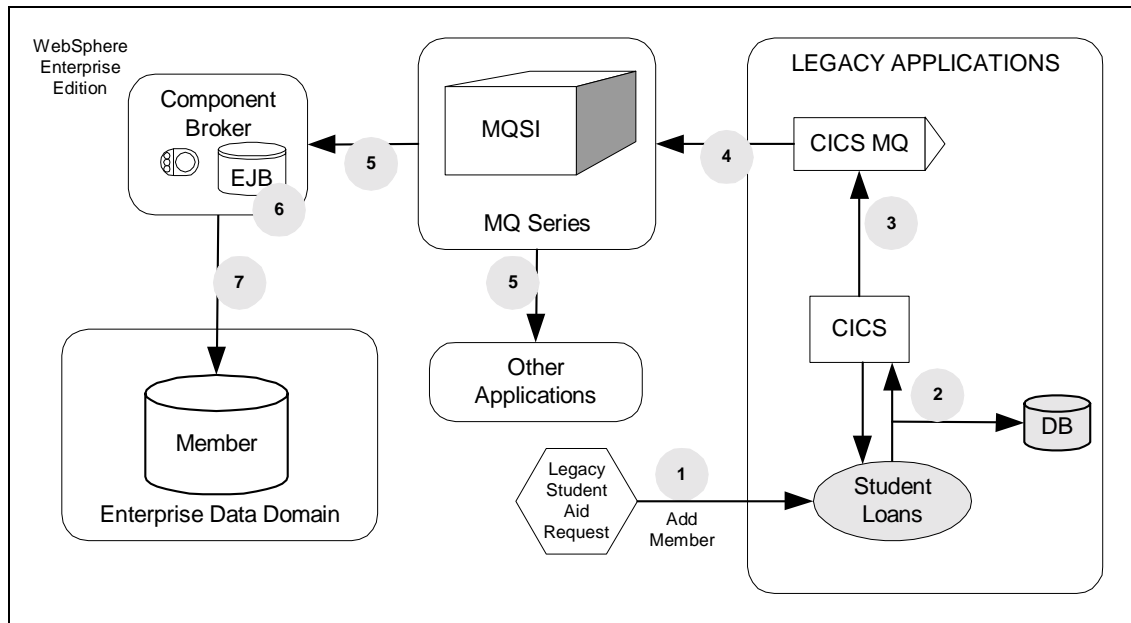 WebSphere
Enterprise
Edition
Component
Broker
EJB
6
5
MQSI
MQ Series
4
LEGACY APPLICATIONS
CICS MQ
3
7
5
CICS
2
DB
Other
Applications
Member
Enterprise Data Domain
Legacy
Student
Aid
Request
1
Add
Member
Student
Loans